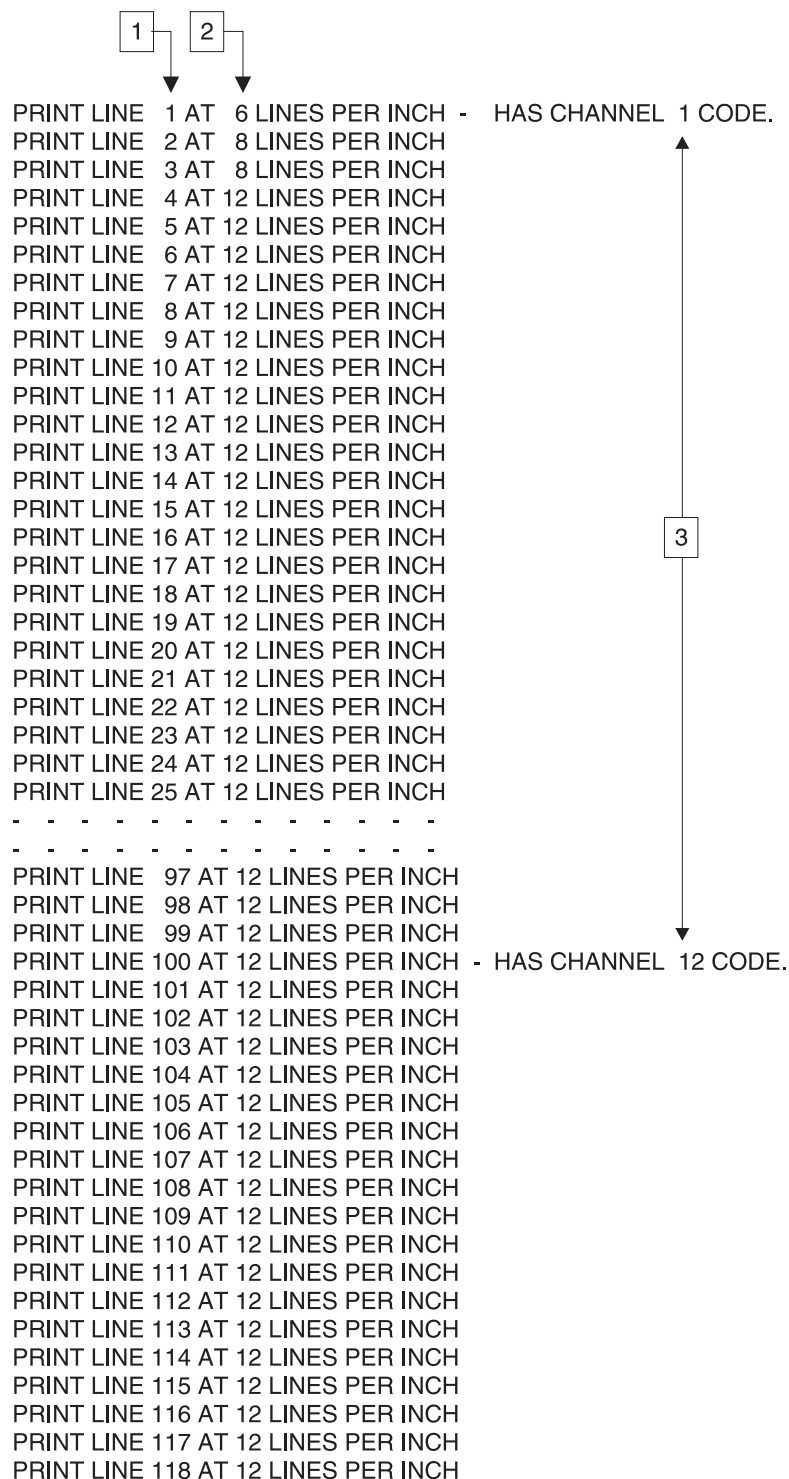 1 2
PRINT LINE 1 AT 6 LINES PER INCH - HAS CHANNEL 1 CODE.
PRINT LINE 2 AT 8 LINES PER INCH
PRINT LINE 3 AT 8 LINES PER INCH
PRINT LINE 4 AT 12 LINES PER INCH
PRINT LINE 5 AT 12 LINES PER INCH
PRINT LINE 6 AT 12 LINES PER INCH
PRINT LINE 7 AT 12 LINES PER INCH
PRINT LINE 8 AT 12 LINES PER INCH
PRINT LINE 9 AT 12 LINES PER INCH
PRINT LINE 10 AT 12 LINES PER INCH
PRINT LINE 11 AT 12 LINES PER INCH
PRINT LINE 12 AT 12 LINES PER INCH
PRINT LINE 13 AT 12 LINES PER INCH
PRINT LINE 14 AT 12 LINES PER INCH
PRINT LINE 15 AT 12 LINES PER INCH
PRINT LINE 16 AT 12 LINES PER INCH 3
PRINT LINE 17 AT 12 LINES PER INCH
PRINT LINE 18 AT 12 LINES PER INCH
PRINT LINE 19 AT 12 LINES PER INCH
PRINT LINE 20 AT 12 LINES PER INCH
PRINT LINE 21 AT 12 LINES PER INCH
PRINT LINE 22 AT 12 LINES PER INCH
PRINT LINE 23 AT 12 LINES PER INCH
PRINT LINE 24 AT 12 LINES PER INCH
PRINT LINE 25 AT 12 LINES PER INCH
- - - - - - - - - - - - -
- - - - - - - - - - - - -
PRINT LINE 97 AT 12 LINES PER INCH
PRINT LINE 98 AT 12 LINES PER INCH
PRINT LINE 99 AT 12 LINES PER INCH
PRINT LINE 100 AT 12 LINES PER INCH - HAS CHANNEL 12 CODE.
PRINT LINE 101 AT 12 LINES PER INCH
PRINT LINE 102 AT 12 LINES PER INCH
PRINT LINE 103 AT 12 LINES PER INCH
PRINT LINE 104 AT 12 LINES PER INCH
PRINT LINE 105 AT 12 LINES PER INCH
PRINT LINE 106 AT 12 LINES PER INCH
PRINT LINE 107 AT 12 LINES PER INCH
PRINT LINE 108 AT 12 LINES PER INCH
PRINT LINE 109 AT 12 LINES PER INCH
PRINT LINE 110 AT 12 LINES PER INCH
PRINT LINE 111 AT 12 LINES PER INCH
PRINT LINE 112 AT 12 LINES PER INCH
PRINT LINE 113 AT 12 LINES PER INCH
PRINT LINE 114 AT 12 LINES PER INCH
PRINT LINE 115 AT 12 LINES PER INCH
PRINT LINE 116 AT 12 LINES PER INCH
PRINT LINE 117 AT 12 LINES PER INCH
PRINT LINE 118 AT 12 LINES PER INCH